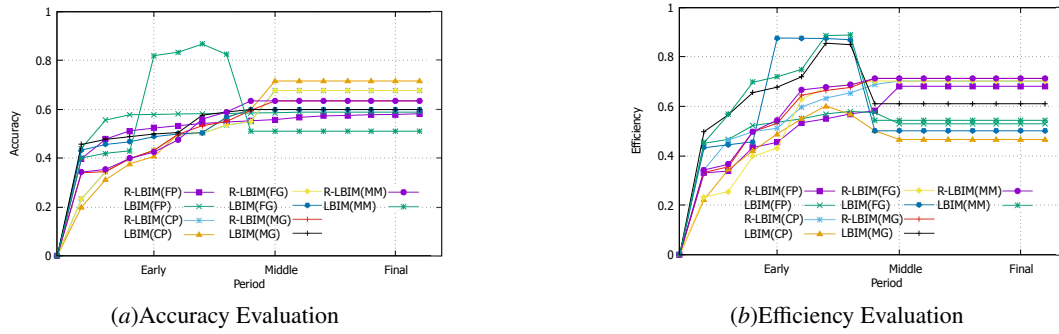 1
0.8
0.6
0.4
0.2
0
Accuracy
Early
Middle
Final
Period
R-LBIM(FP)
LBIM(FP)
R-LBIM(CP)
LBIM(CP)
R-LBIM(FG)
LBIM(FG)
R-LBIM(MG)
LBIM(MG)
R-LBIM(MM)
LBIM(MM)
(a)Accuracy Evaluation
1
0.8
0.6
0.4
0.2
0
Efficiency
Early
Middle
Final
Period
R-LBIM(FP)
LBIM(FP)
R-LBIM(CP)
LBIM(CP)
R-LBIM(FG)
LBIM(FG)
R-LBIM(MG)
LBIM(MG)
R-LBIM(MM)
LBIM(MM)
(b)Efficiency Evaluation